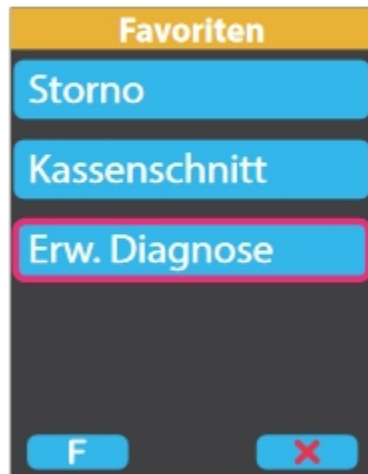 Favoriten
Storno
Kassenschnitt
Erw. Diagnose
F